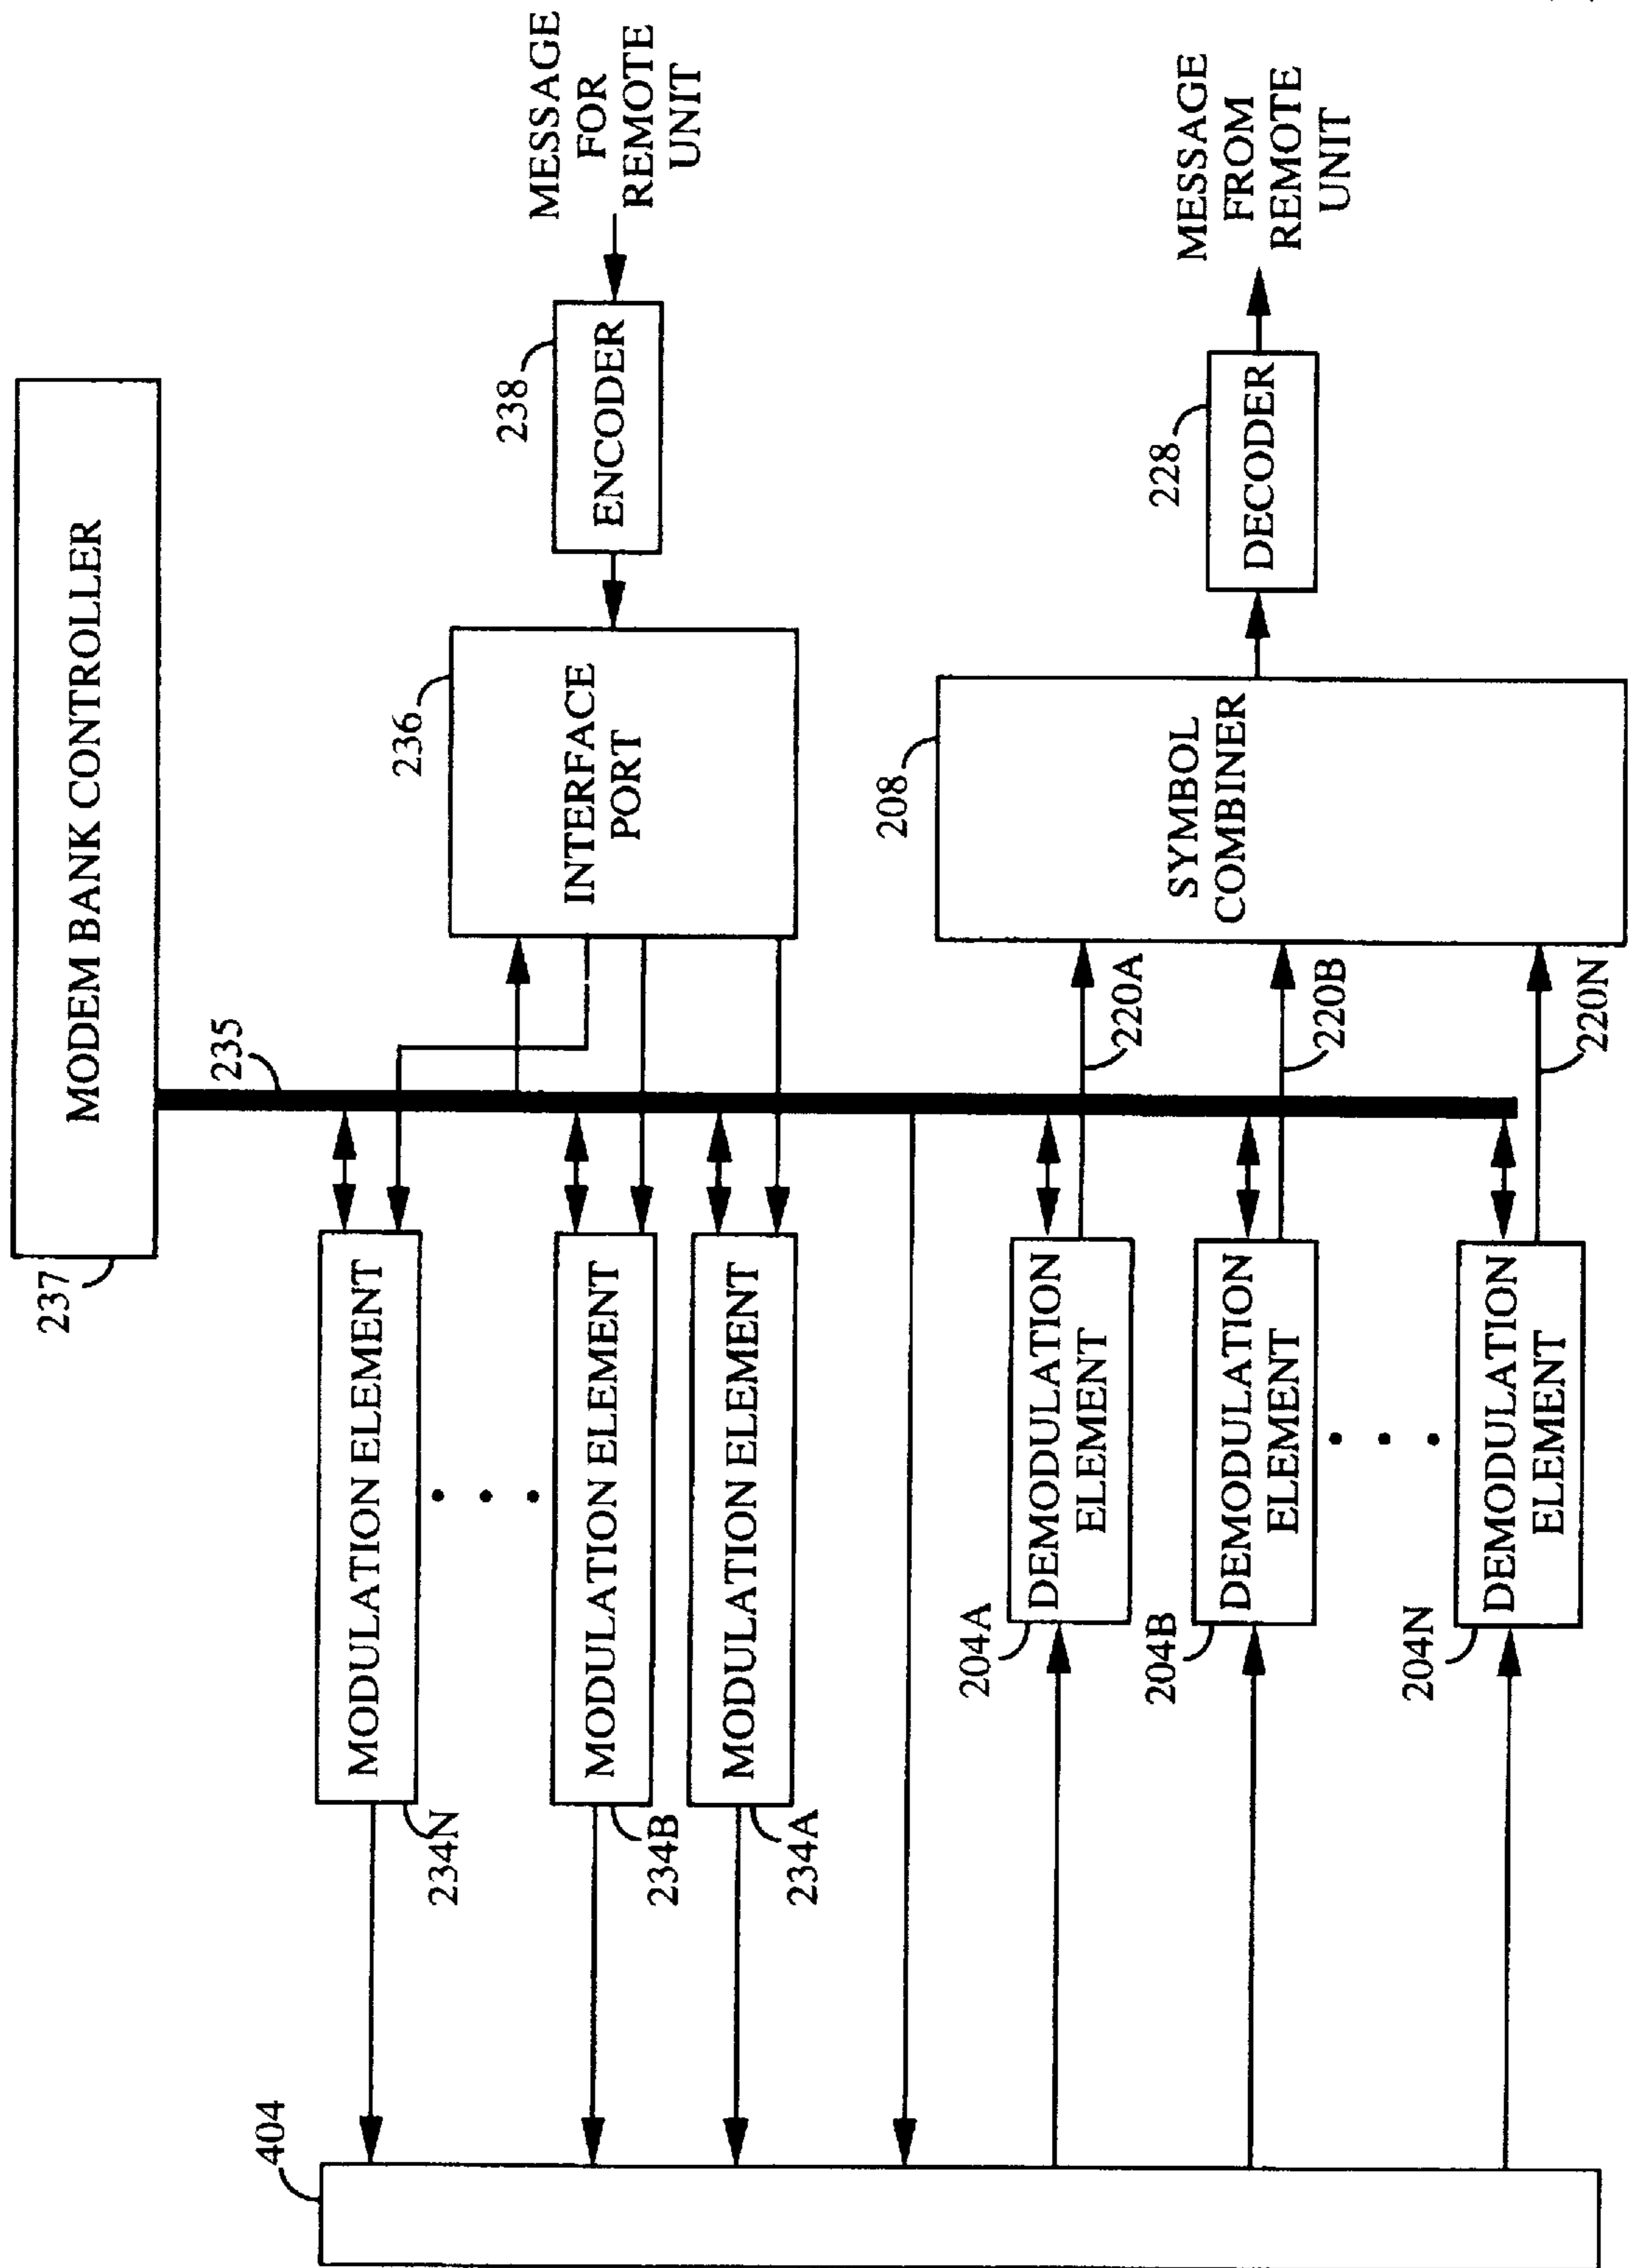 MODEM BANK CONTROLLER
237
235
MESSAGE
FOR
REMOTE
UNIT
238
ENCODER
236
INTERFACE
PORT
MODULATION ELEMENT
234N
MODULATION ELEMENT
234B
MODULATION ELEMENT
234A
404
MESSAGE
FROM
REMOTE
UNIT
228
DECODER
208
SYMBOL
COMBINER
220A
220B
220N
DEMODULATION
ELEMENT
204A
DEMODULATION
ELEMENT
204B
DEMODULATION
ELEMENT
204N